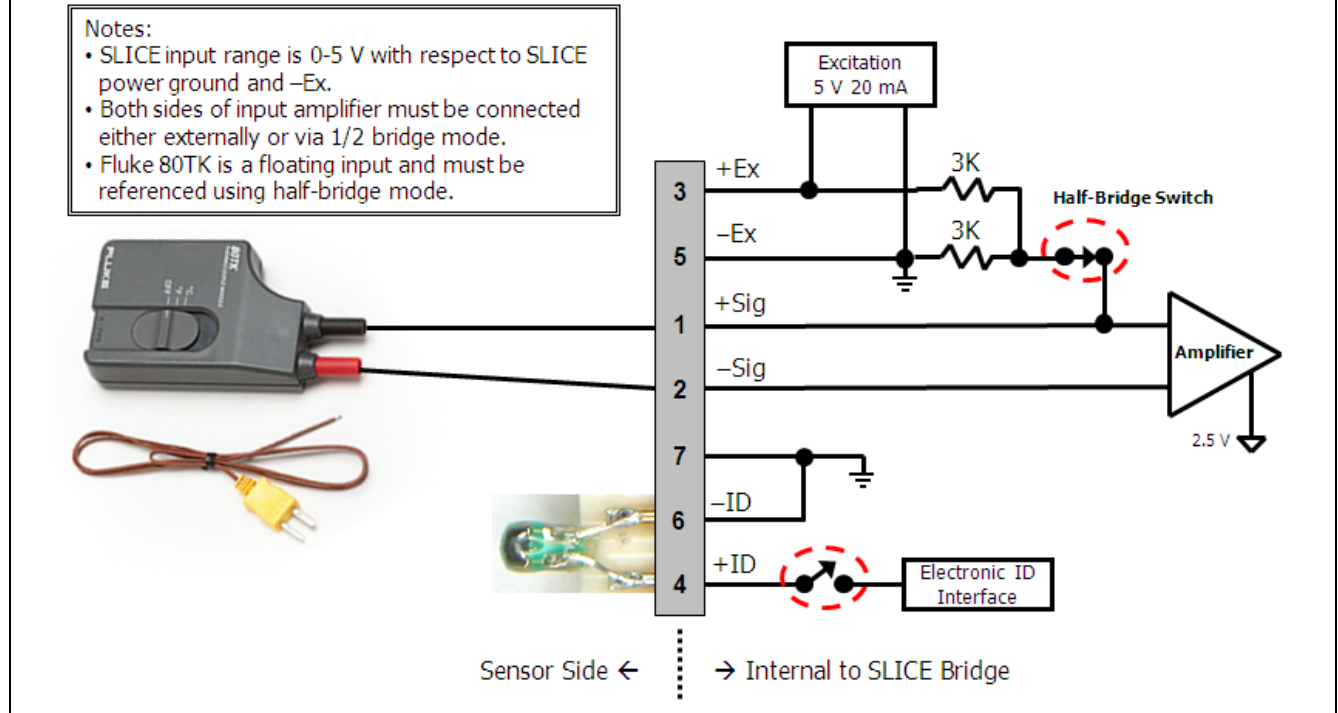 Notes:
• SLICE input range is 0-5 V with respect to SLICE
power ground and –Ex.
• Both sides of input amplifier must be connected
either externally or via 1/2 bridge mode.
• Fluke 80TK is a floating input and must be
referenced using half-bridge mode.
Excitation
5 V 20 mA
3
+Ex
3K
Half-Bridge Switch
5
–Ex
3K
1
+Sig
2
–Sig
Amplifier
2.5 V
7
6
–ID
4
+ID
Electronic ID
Interface
FLUKE
80TK
OFF
°F
°C
Sensor Side ←
→ Internal to SLICE Bridge